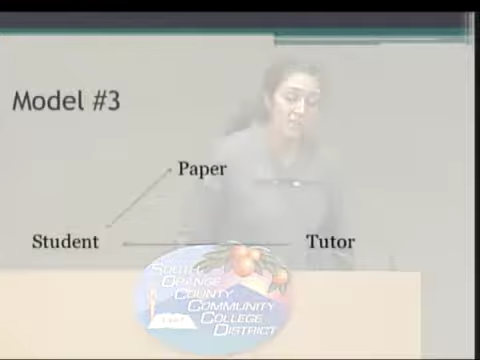 Model #3
Paper
Student
Tutor
South
Orange
County
Community
College
District